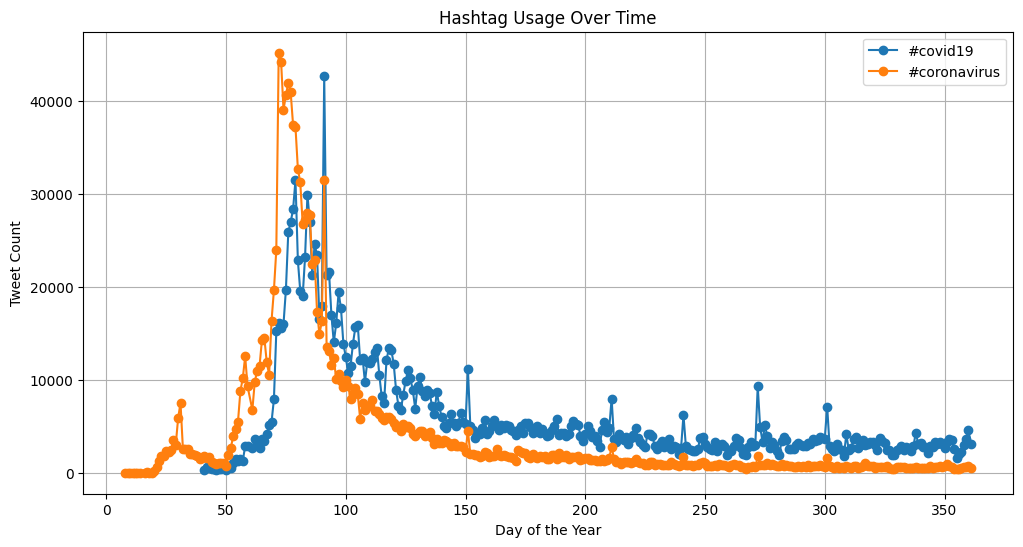 Hashtag Usage Over Time
#covid19
#coronavirus
Tweet Count
40000
30000
20000
10000
0
0 50 100 150 200 250 300 350
Day of the Year